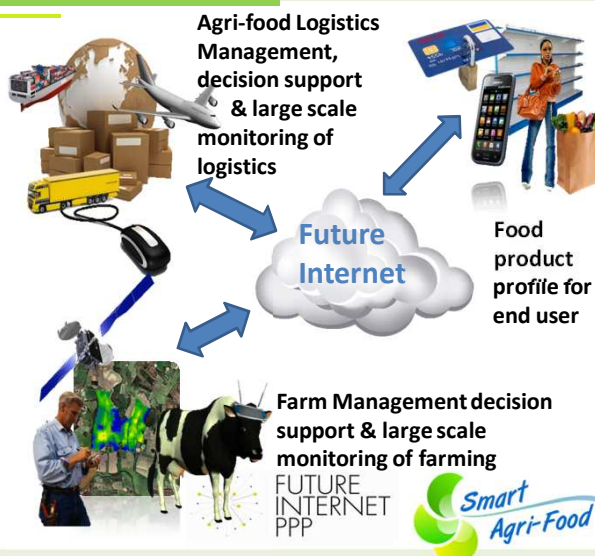 Agri-food Logistics
Management,
decision support
& large scale
monitoring of
logistics
Future
Internet
Food
product
profile for
end user
Farm Management decision
support & large scale
monitoring of farming
FUTURE
INTERNET
PPP
Smart
Agri-Food